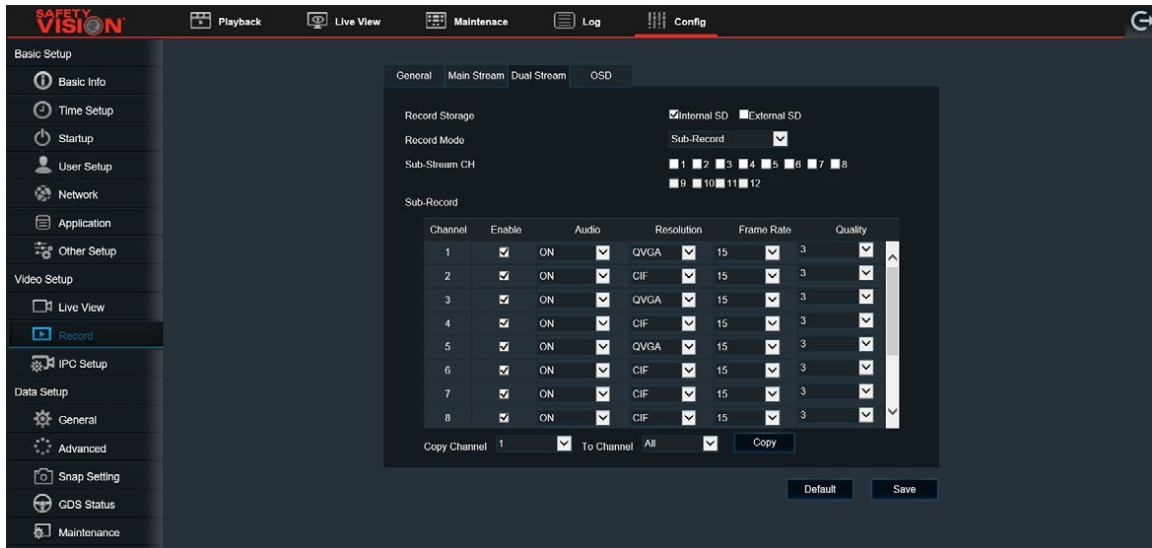 SAFETY
VISION
Playback
Live View
Maintenace
Log
Config
Basic Setup
Basic Info
Time Setup
Startup
User Setup
Network
Application
Other Setup
Video Setup
Live View
Record
IPC Setup
Data Setup
General
Advanced
Snap Setting
GDS Status
Maintenance
General Main Stream Dual Stream OSD
Record Storage Internal SD External SD
Record Mode Sub-Record
Sub-Stream CH 1 2 3 4 5 6 7 8
9 10 11 12
Sub-Record
Channel Enable Audio Resolution Frame Rate Quality
1 ON QVGA 15 3
2 ON CIF 15 3
3 ON QVGA 15 3
4 ON CIF 15 3
5 ON QVGA 15 3
6 ON CIF 15 3
7 ON CIF 15 3
8 ON CIF 15 3
Copy Channel 1 To Channel All Copy
Default Save